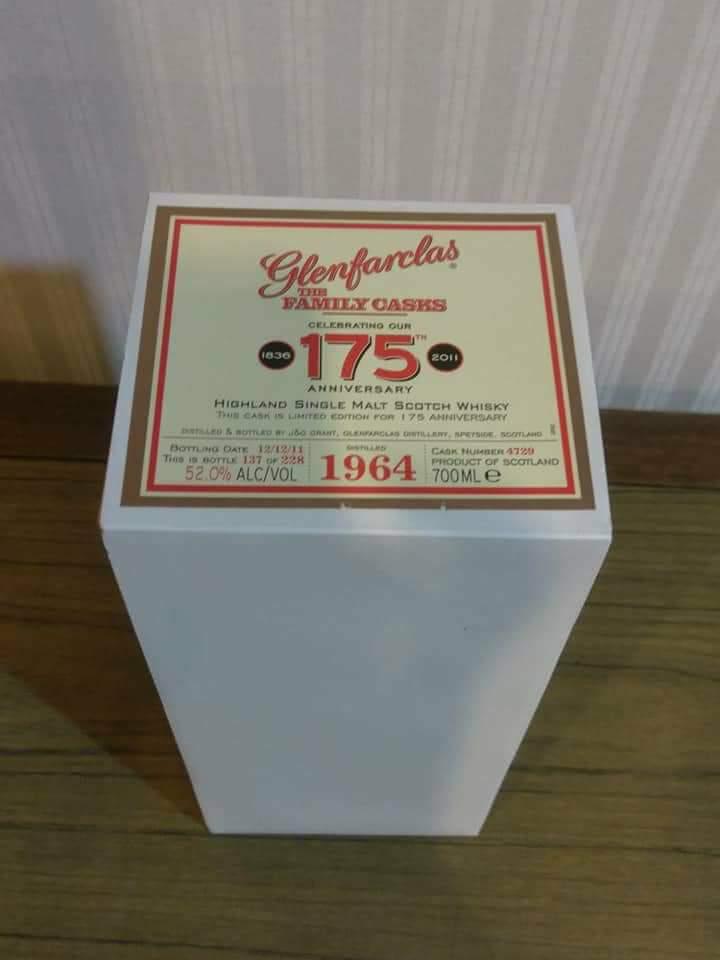 Glenfarclas
THE
FAMILY CASKS
CELEBRATING OUR
1836 175TH 2011
ANNIVERSARY
HIGHLAND SINGLE MALT SCOTCH WHISKY
THIS CASK IS LIMITED EDITION FOR 175 ANNIVERSARY
DISTILLED & BOTTLED BY J&G GRANT, GLENFARCLAS DISTILLERY, SPEYSIDE, SCOTLAND
BOTTLING DATE 12/12/11
THIS IS BOTTLE 137 OF 228
52.0% ALC/VOL
DISTILLED
1964
CASK NUMBER 4729
PRODUCT OF SCOTLAND
700ML e